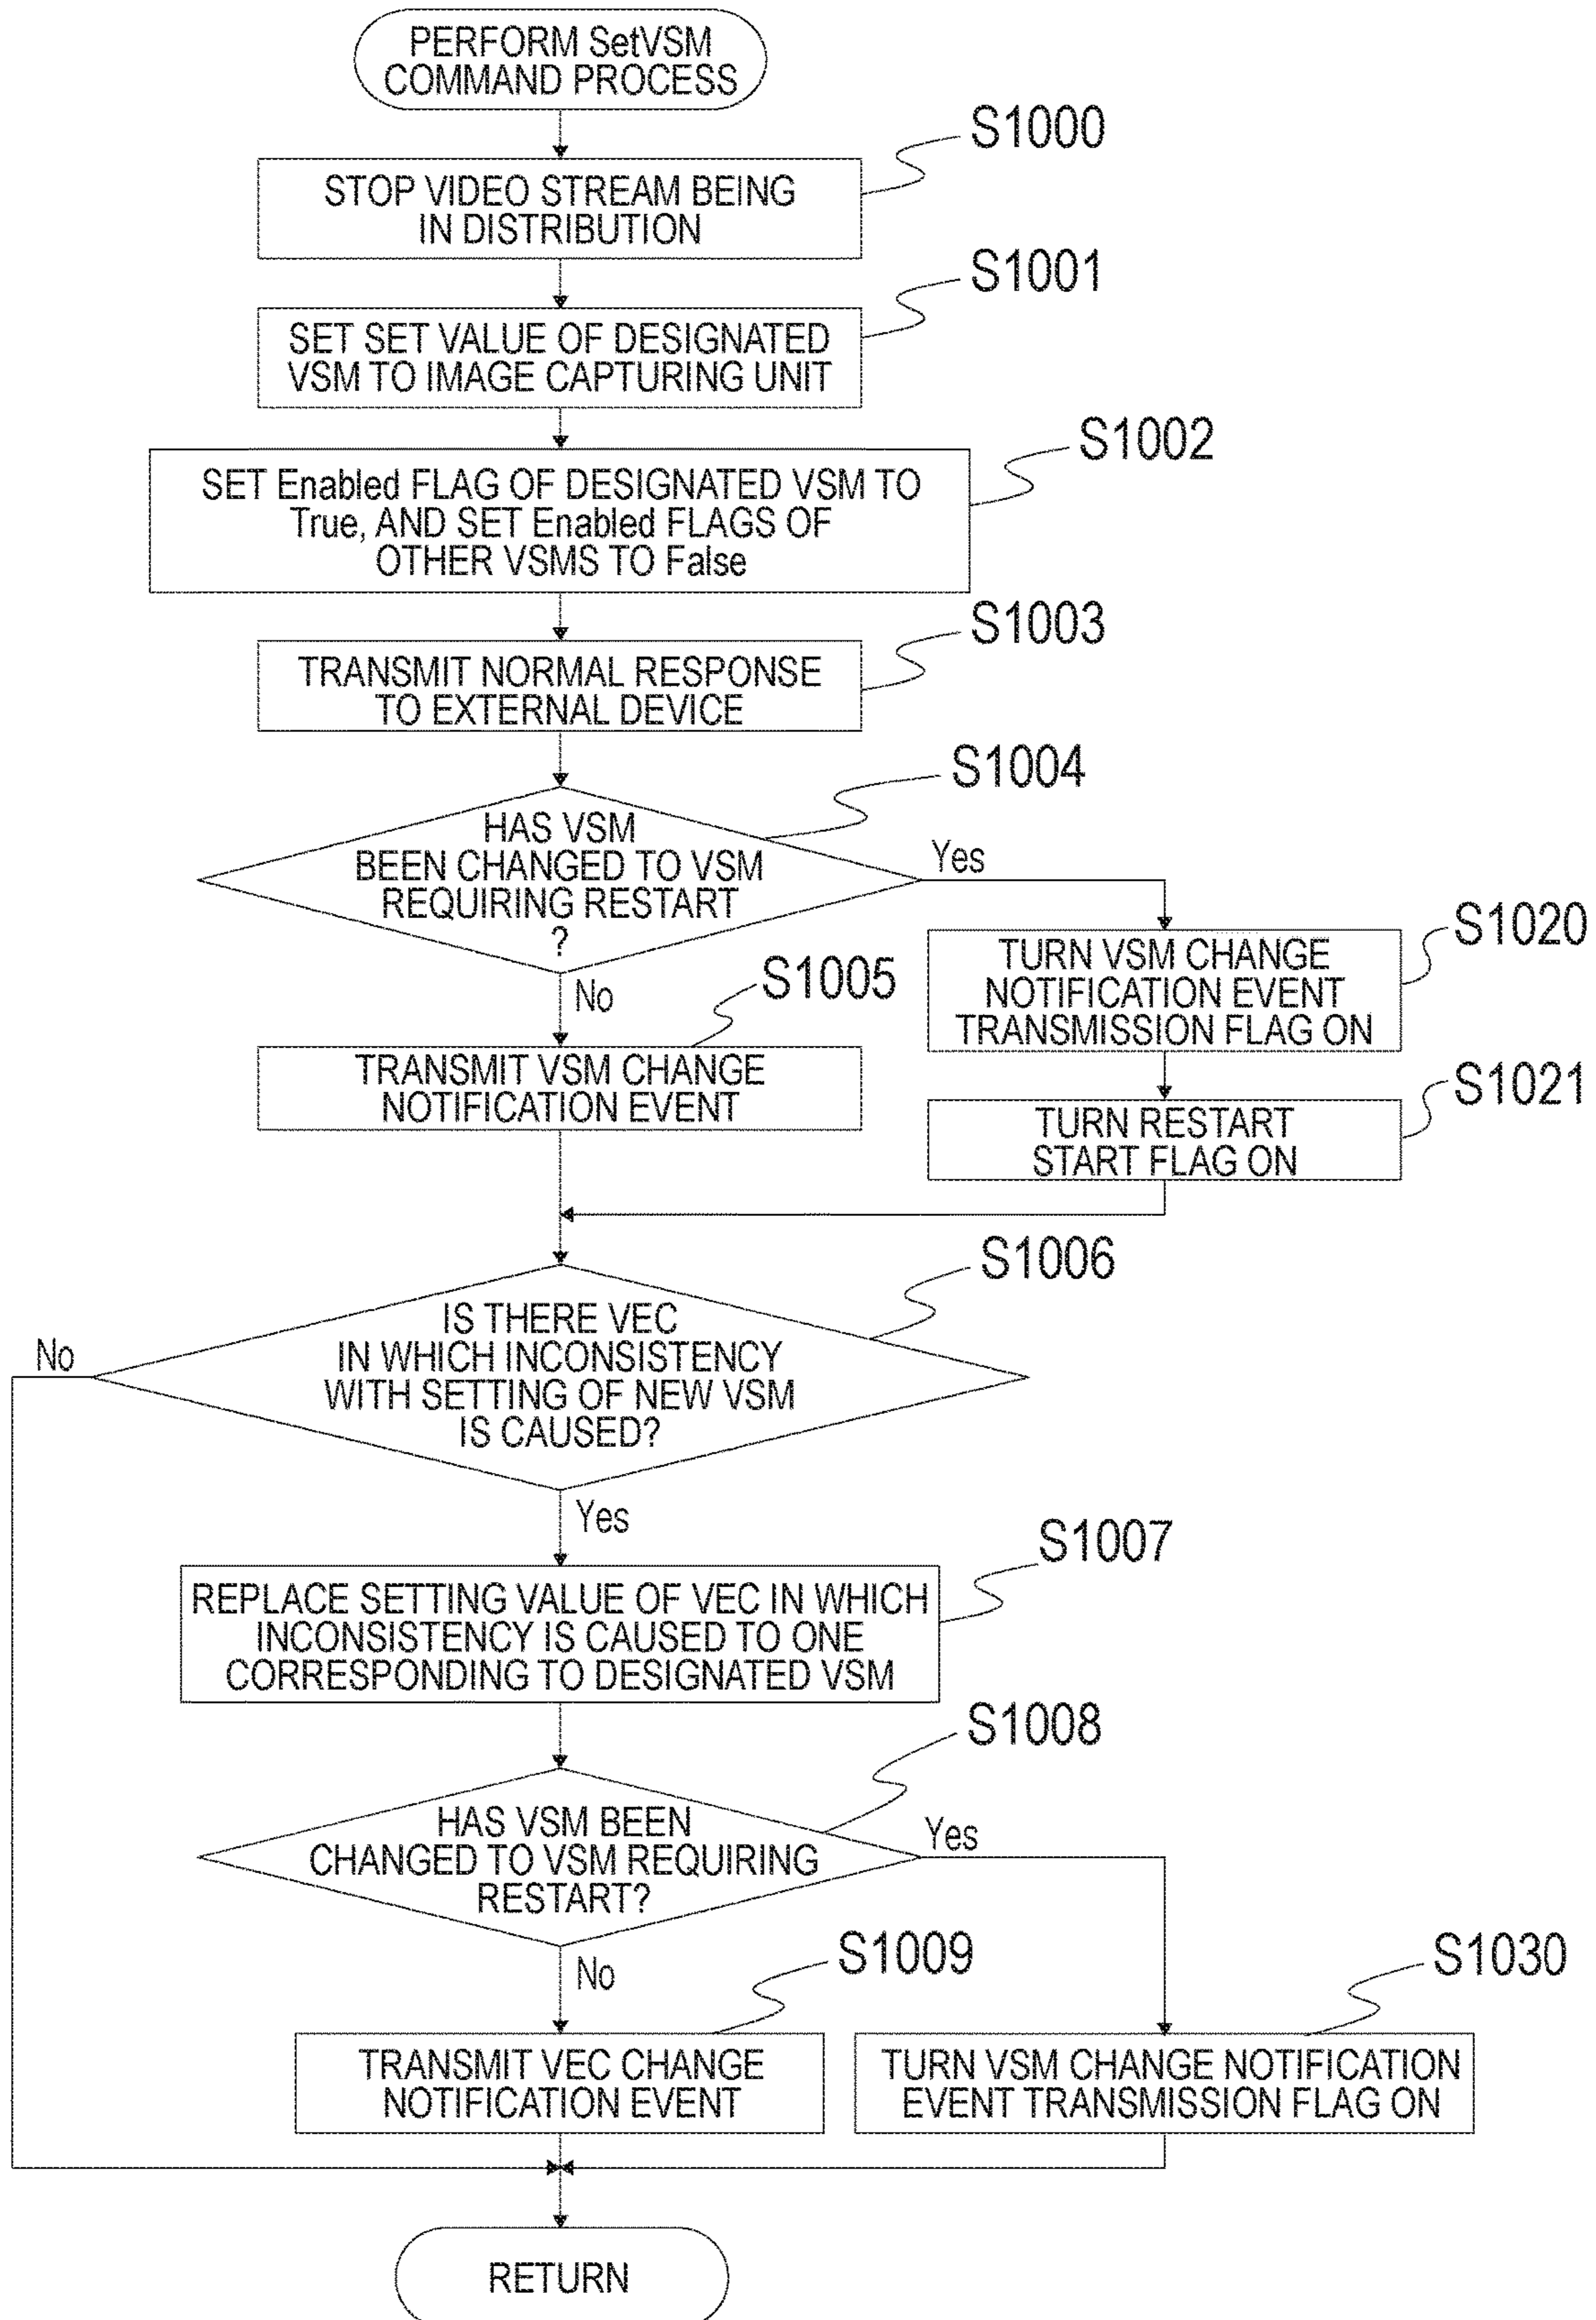 PERFORM SetVSM
COMMAND PROCESS
S1000
STOP VIDEO STREAM BEING
IN DISTRIBUTION
S1001
SET SET VALUE OF DESIGNATED
VSM TO IMAGE CAPTURING UNIT
S1002
SET Enabled FLAG OF DESIGNATED VSM TO
True, AND SET Enabled FLAGS OF
OTHER VSMS TO False
S1003
TRANSMIT NORMAL RESPONSE
TO EXTERNAL DEVICE
S1004
HAS VSM
BEEN CHANGED TO VSM
REQUIRING RESTART
?
Yes
No
S1020
TURN VSM CHANGE
NOTIFICATION EVENT
TRANSMISSION FLAG ON
S1005
TRANSMIT VSM CHANGE
NOTIFICATION EVENT
S1021
TURN RESTART
START FLAG ON
S1006
IS THERE VEC
IN WHICH INCONSISTENCY
WITH SETTING OF NEW VSM
IS CAUSED?
No
Yes
S1007
REPLACE SETTING VALUE OF VEC IN WHICH
INCONSISTENCY IS CAUSED TO ONE
CORRESPONDING TO DESIGNATED VSM
S1008
HAS VSM BEEN
CHANGED TO VSM REQUIRING
RESTART?
Yes
No
S1009
TRANSMIT VEC CHANGE
NOTIFICATION EVENT
S1030
TURN VSM CHANGE NOTIFICATION
EVENT TRANSMISSION FLAG ON
RETURN